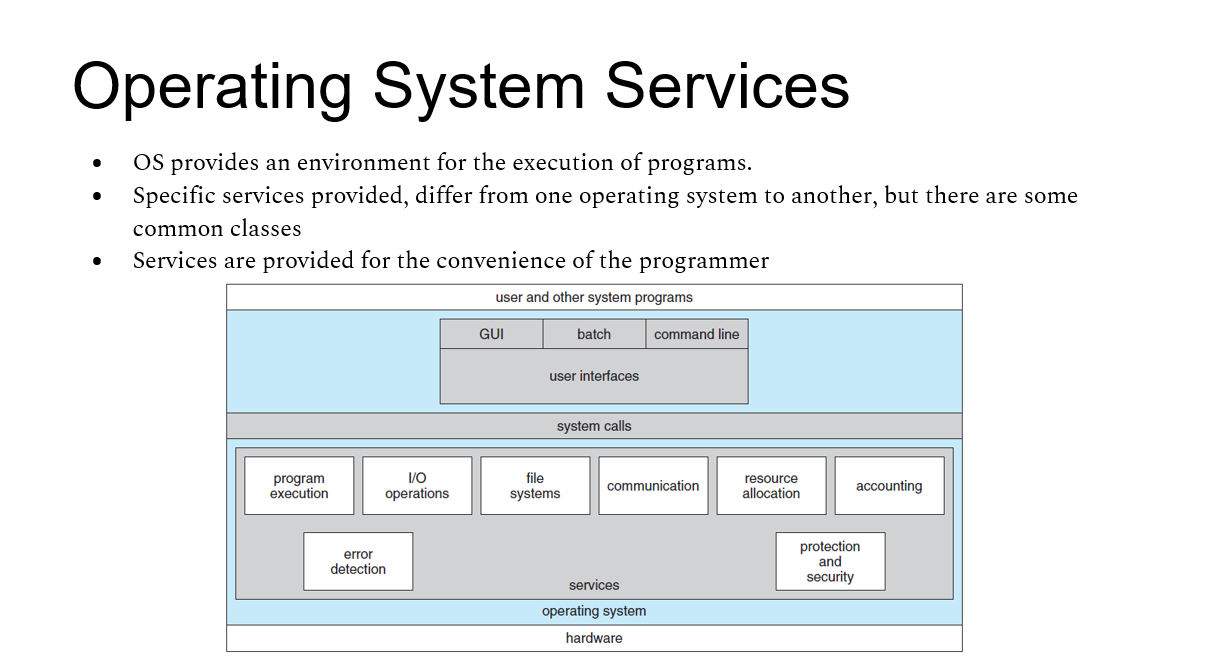 Operating System Services
• OS provides an environment for the execution of programs.
• Specific services provided, differ from one operating system to another, but there are some
common classes
• Services are provided for the convenience of the programmer
user and other system programs
GUI batch command line
user interfaces
system calls
program
execution
I/O
operations
file
systems
communication
resource
allocation
accounting
error
detection
protection
and
security
services
operating system
hardware